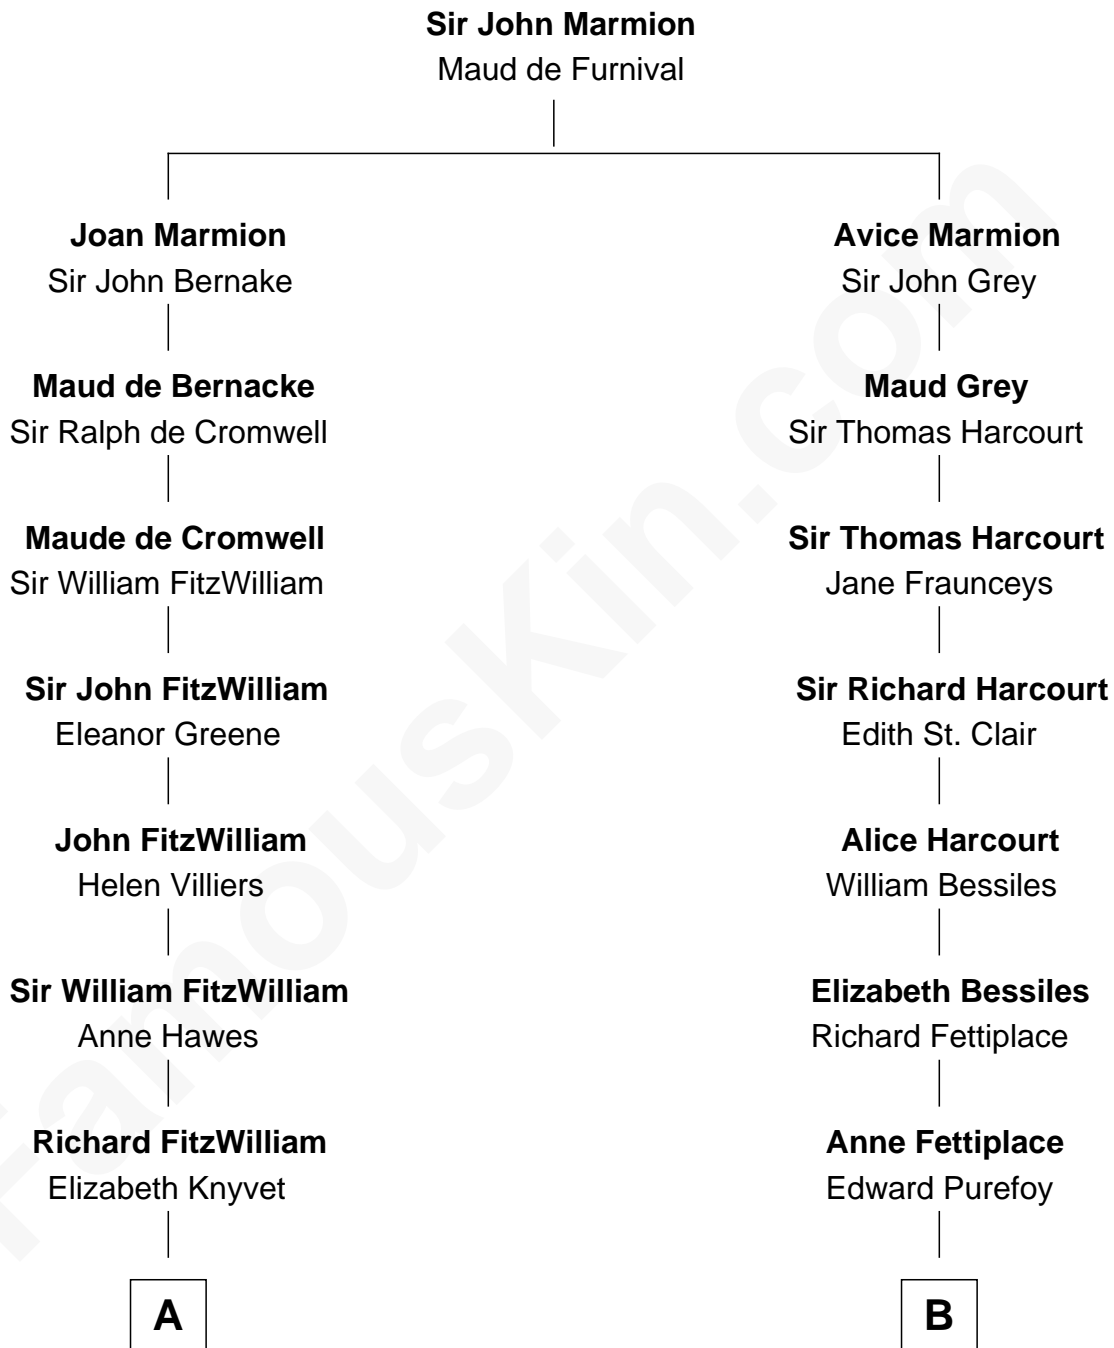 Sir John Marmion
Maud de Furnival
Joan Marmion
Sir John Bernake
Avice Marmion
Sir John Grey
Maud de Bernacke
Sir Ralph de Cromwell
Maud Grey
Sir Thomas Harcourt
Maude de Cromwell
Sir William FitzWilliam
Sir Thomas Harcourt
Jane Fraunceys
Sir John FitzWilliam
Eleanor Greene
Sir Richard Harcourt
Edith St. Clair
John FitzWilliam
Helen Villiers
Alice Harcourt
William Bessiles
Sir William FitzWilliam
Anne Hawes
Elizabeth Bessiles
Richard Fettiplace
Richard FitzWilliam
Elizabeth Knyvet
Anne Fettiplace
Edward Purefoy
A
B
FamousKin.com